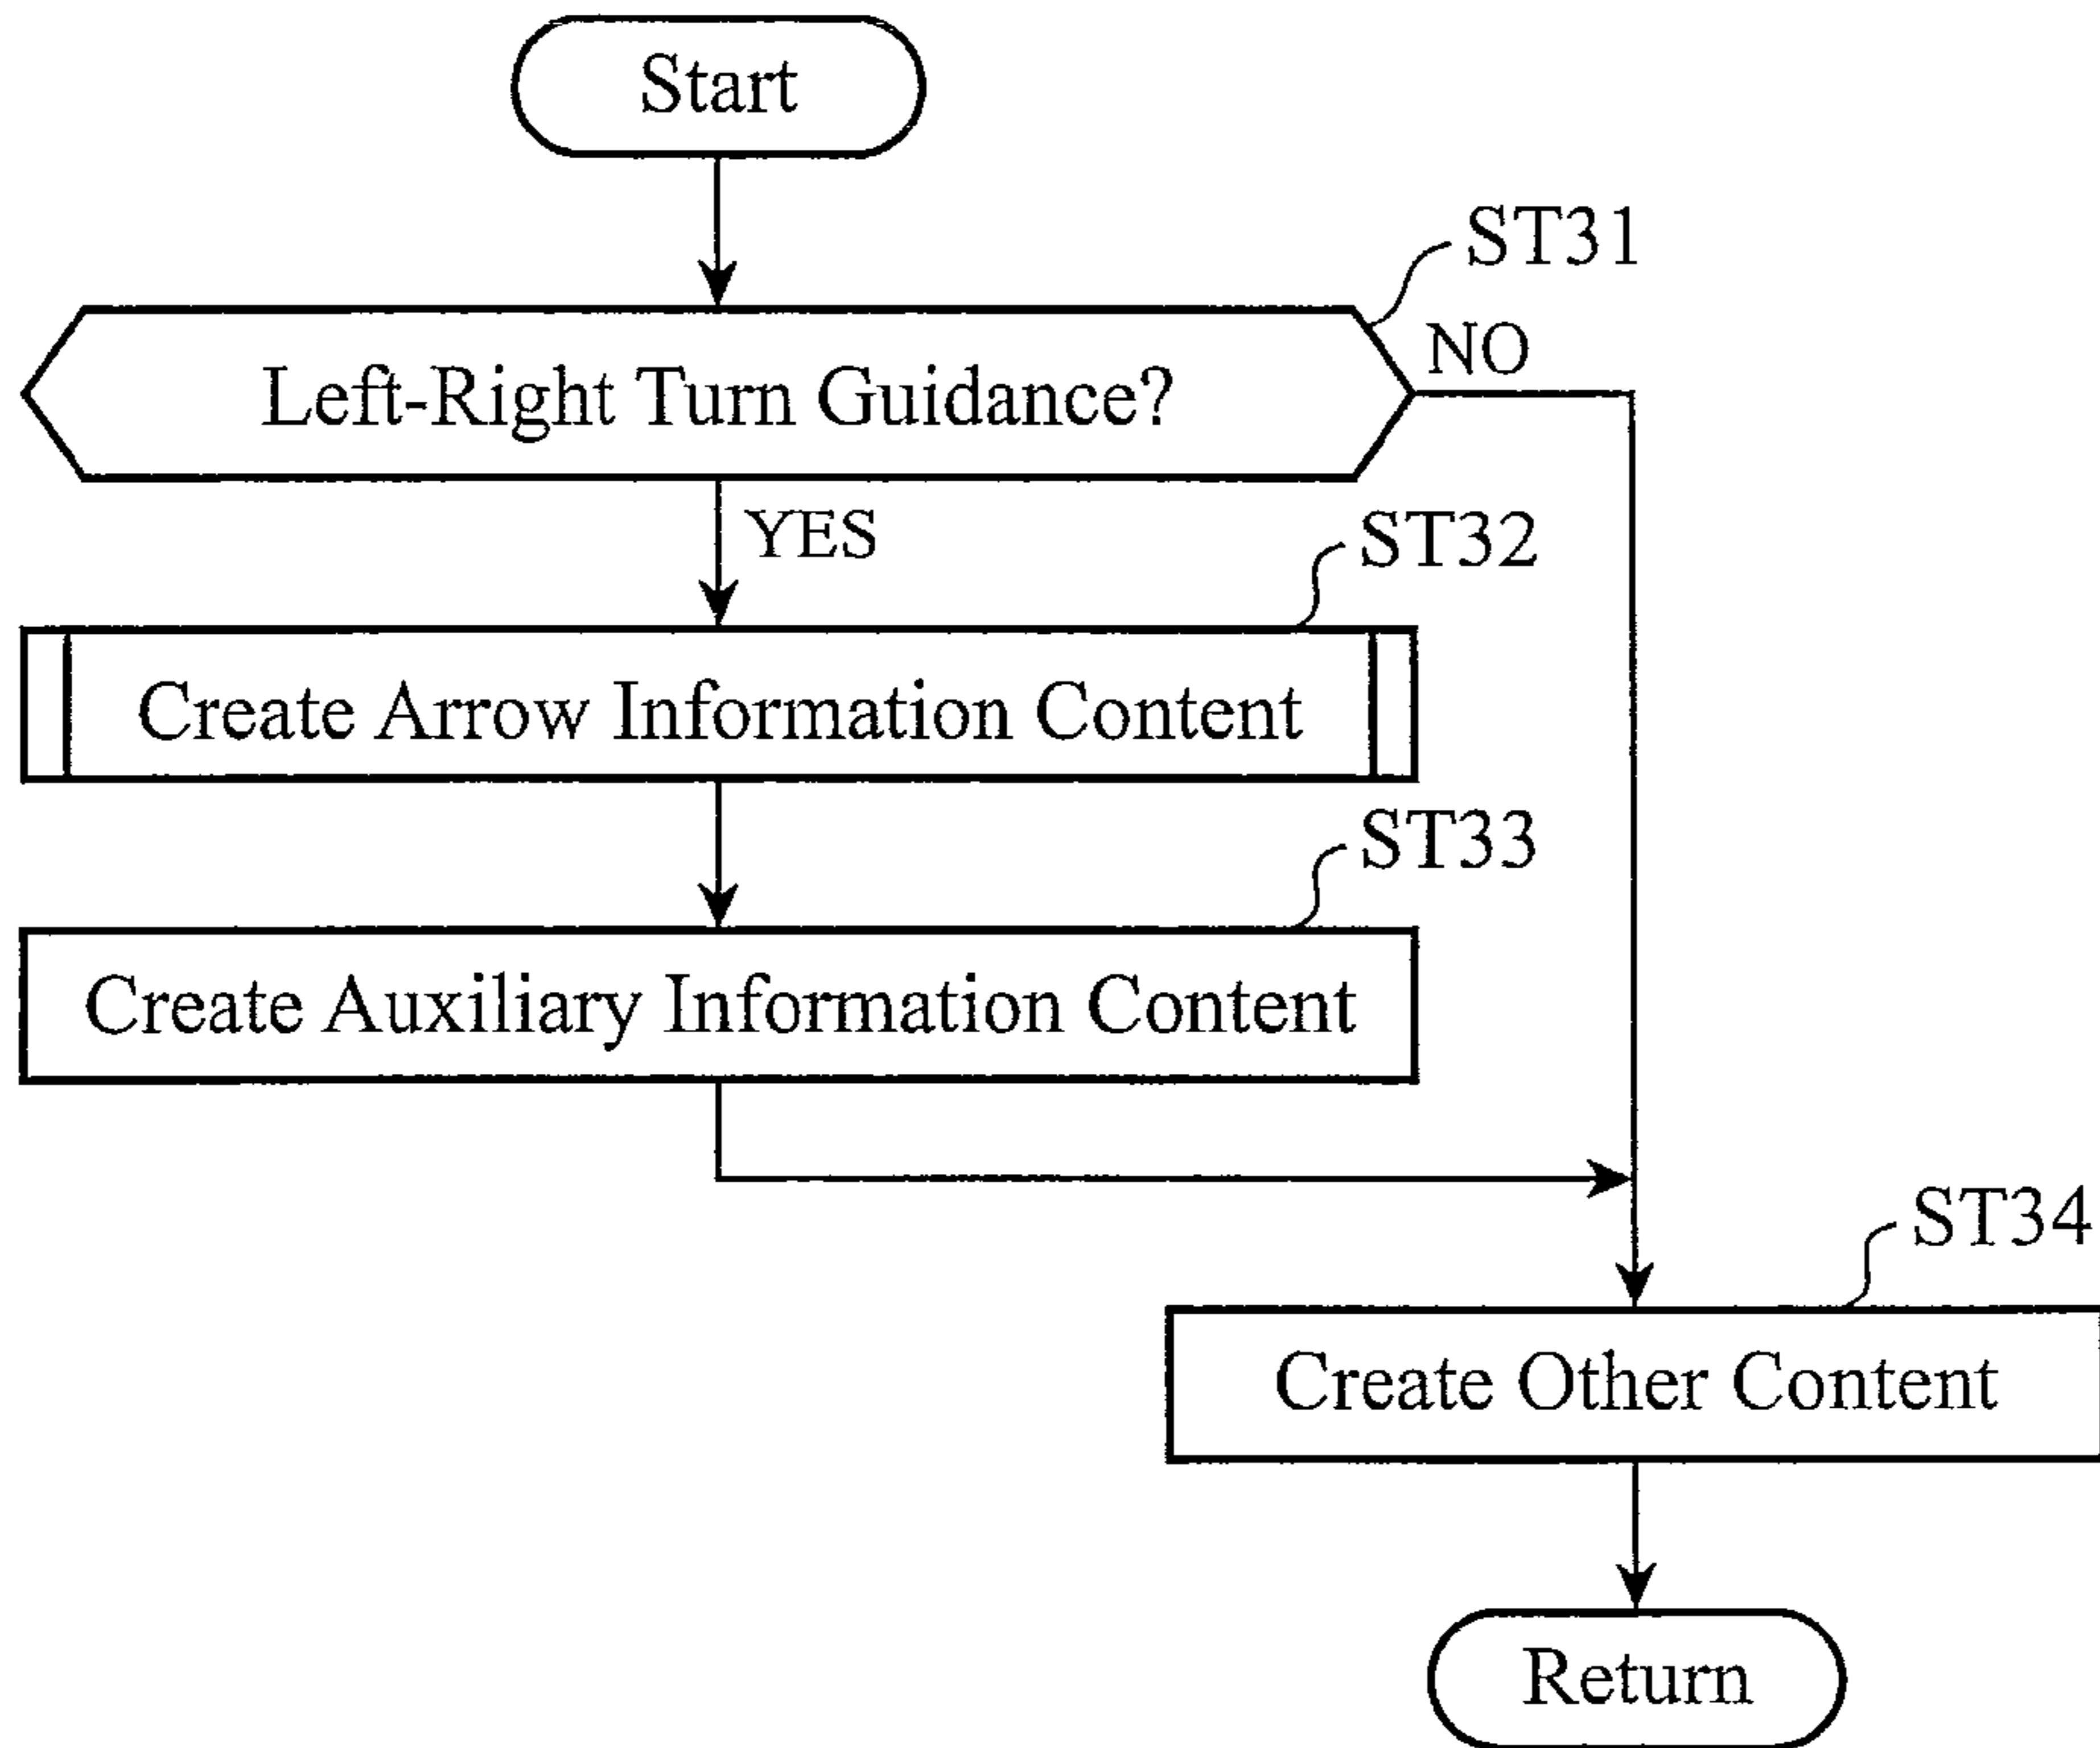 Start
ST31
Left-Right Turn Guidance?
NO
YES
ST32
Create Arrow Information Content
ST33
Create Auxiliary Information Content
ST34
Create Other Content
Return